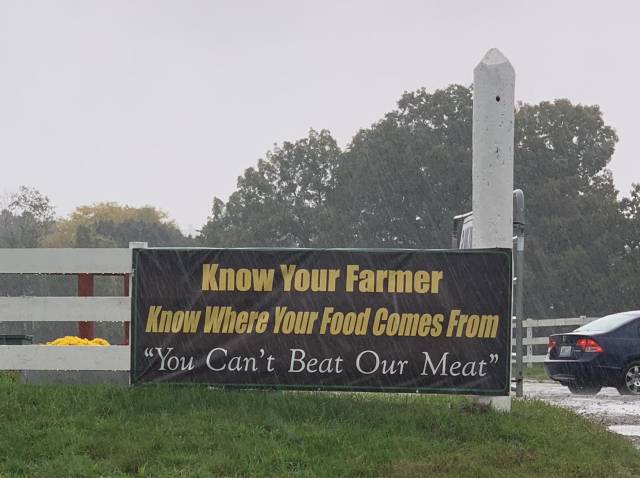 Know Your Farmer
Know Where Your Food Comes From
“You Can't Beat Our Meat”